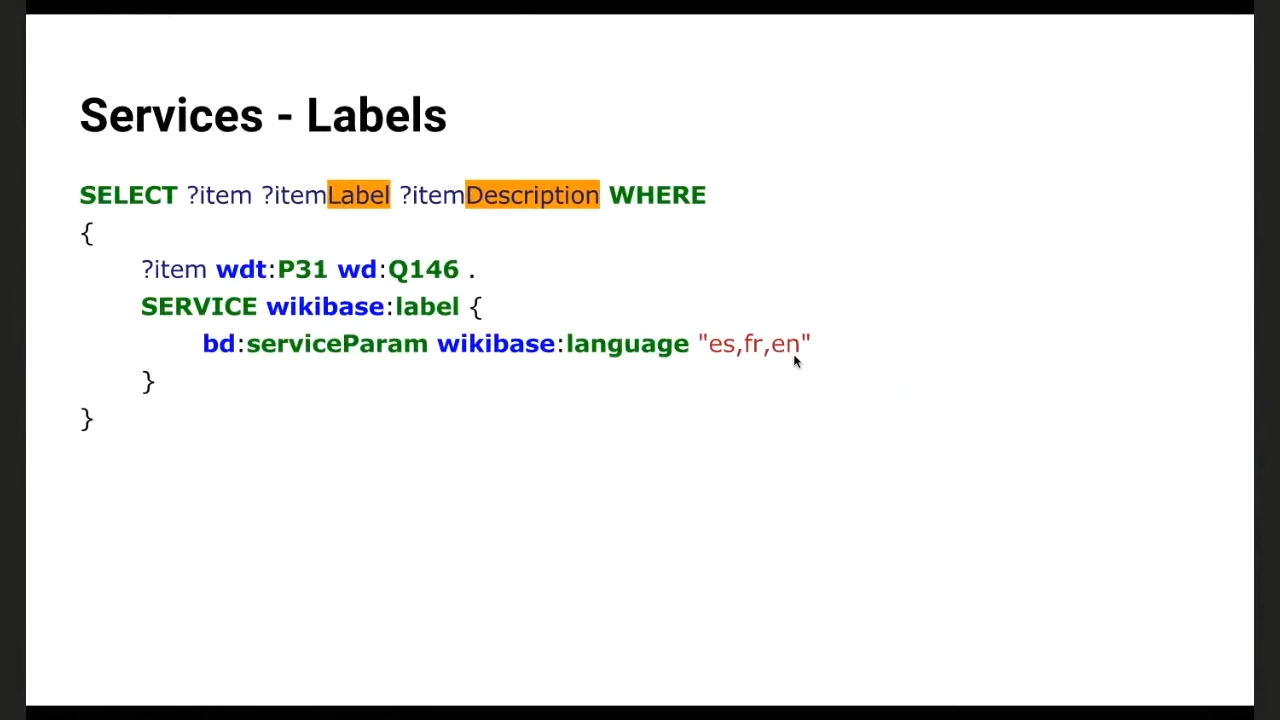 Services - Labels
SELECT ?item ?itemLabel ?itemDescription WHERE
{
?item wdt:P31 wd:Q146 .
SERVICE wikibase:label {
bd:serviceParam wikibase:language "es,fr,en"
}
}